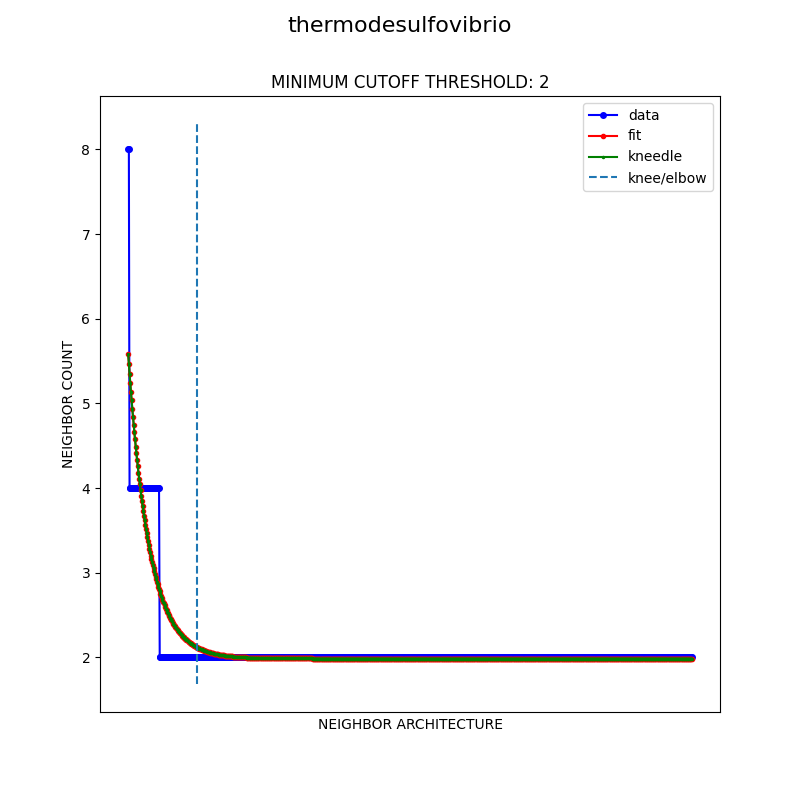 thermodesulfovibrio
MINIMUM CUTOFF THRESHOLD: 2
data
fit
kneedle
knee/elbow
8
7
6
5
4
3
2
NEIGHBOR COUNT
NEIGHBOR ARCHITECTURE